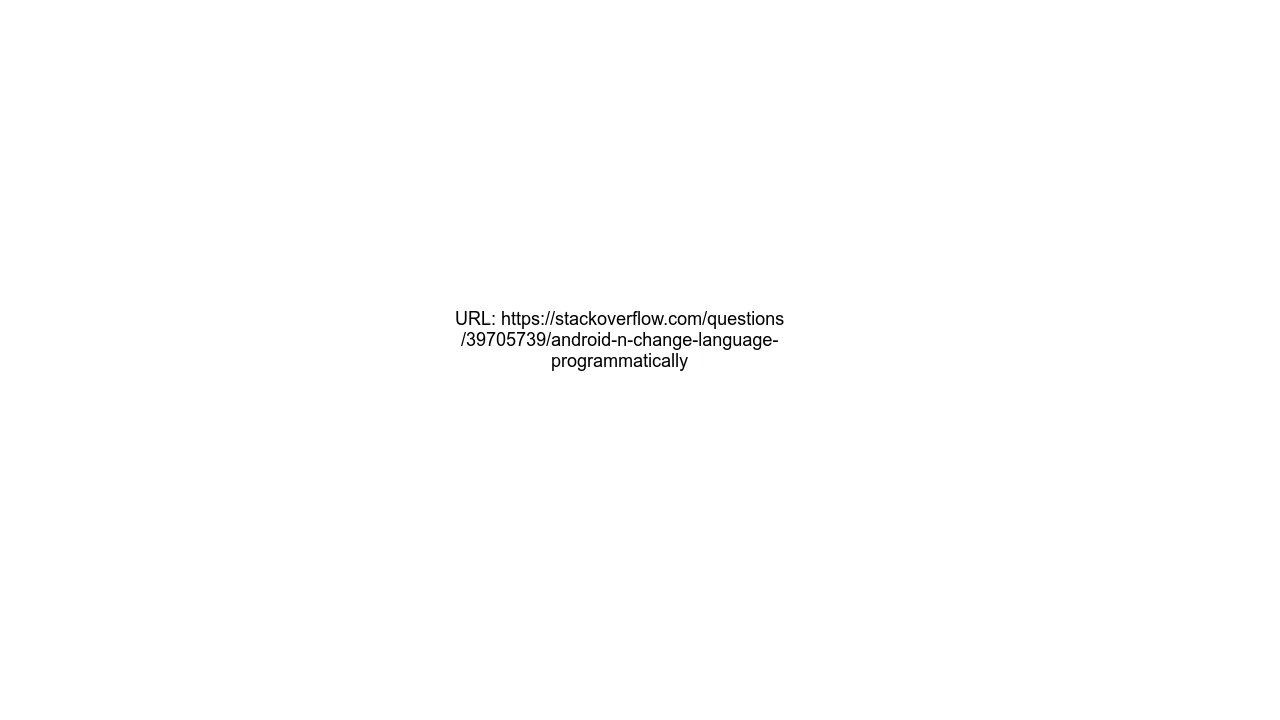 URL: https://stackoverflow.com/questions
/39705739/android-n-change-language-
programmatically